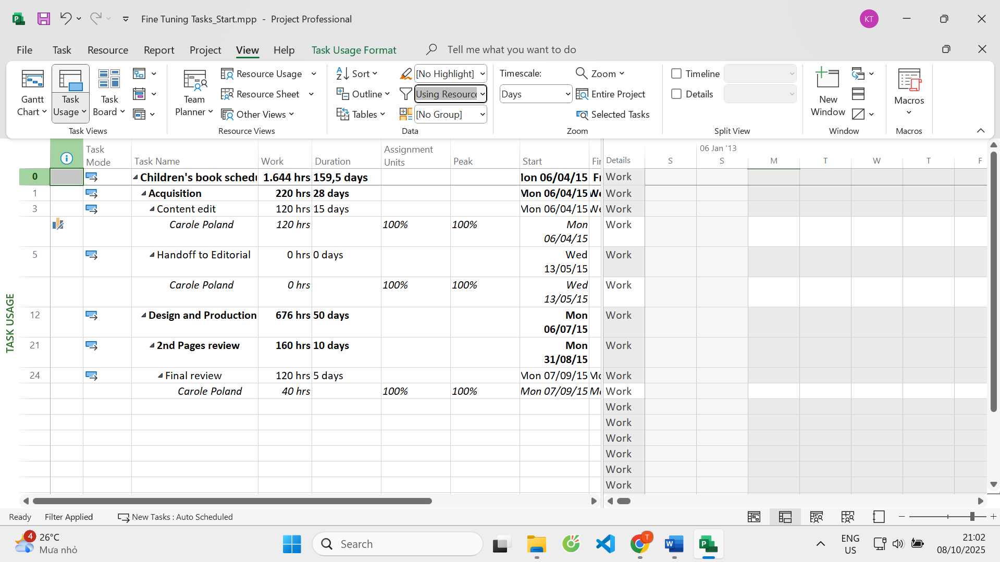 Fine Tuning Tasks_Start.mpp - Project Professional
KT
File Task Resource Report Project View Help Task Usage Format Tell me what you want to do
Gantt Chart
Task Usage
Task Board
Task Views
Team Planner
Resource Usage
Resource Sheet
Other Views
Resource Views
Sort
Outline
Tables
[No Highlight]
Using Resource
[No Group]
Data
Timescale:
Days
Zoom
Entire Project
Selected Tasks
Zoom
Timeline
Details
Split View
New Window
Window
Macros
Macros
Task Mode Task Name Work Duration Assignment Units Peak Start Details
06 Jan '13
S S M T W T F
0 Children's book 1.644 hrs 159,5 days 06/04/15 Work
1 Acquisition 220 hrs 28 days Mon 06/04/15 Work
3 Content edit 120 hrs 15 days Mon 06/04/15 Work
Carole Poland 120 hrs 100% 100% Mon 06/04/15 Work
5 Handoff to Editorial 0 hrs 0 days Wed 13/05/15 Work
Carole Poland 0 hrs 100% 100% Wed 13/05/15 Work
12 Design and Production 676 hrs 50 days Mon 06/07/15 Work
21 2nd Pages review 160 hrs 10 days Mon 31/08/15 Work
24 Final review 120 hrs 5 days Mon 07/09/15 Work
Carole Poland 40 hrs 100% 100% Mon 07/09/15 Work
Work
Work
Work
Work
Work
Work
TASK USAGE
Ready Filter Applied New Tasks : Auto Scheduled
4
26°C
Mưa nhỏ
Search
T
ENG
US
21:02
08/10/2025